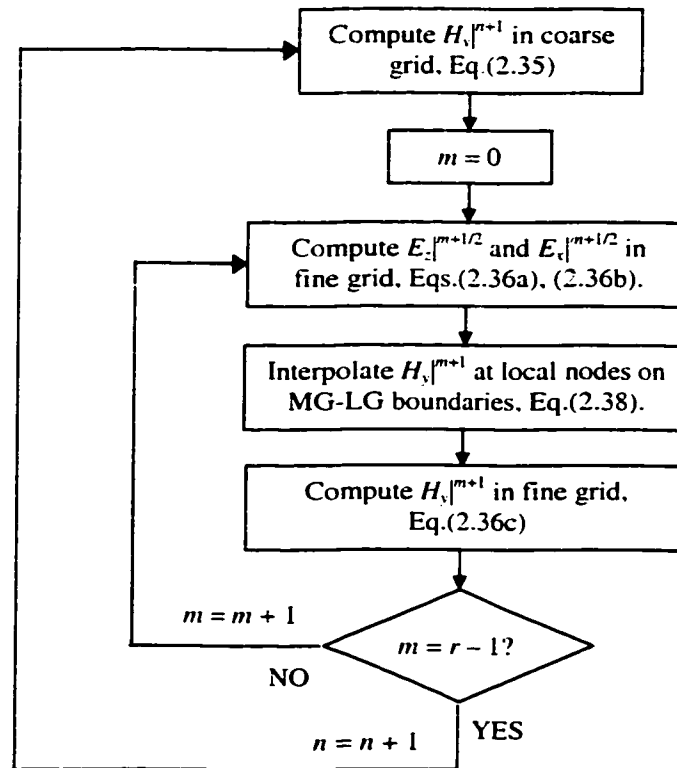 Compute H_y|^{n+1} in coarse
grid, Eq.(2.35)
m = 0
Compute E_z|^{m+1/2} and E_x|^{m+1/2} in
fine grid, Eqs.(2.36a), (2.36b).
Interpolate H_y|^{m+1} at local nodes on
MG-LG boundaries, Eq.(2.38).
Compute H_y|^{m+1} in fine grid,
Eq.(2.36c)
m = m + 1
m = r – 1?
NO
YES
n = n + 1